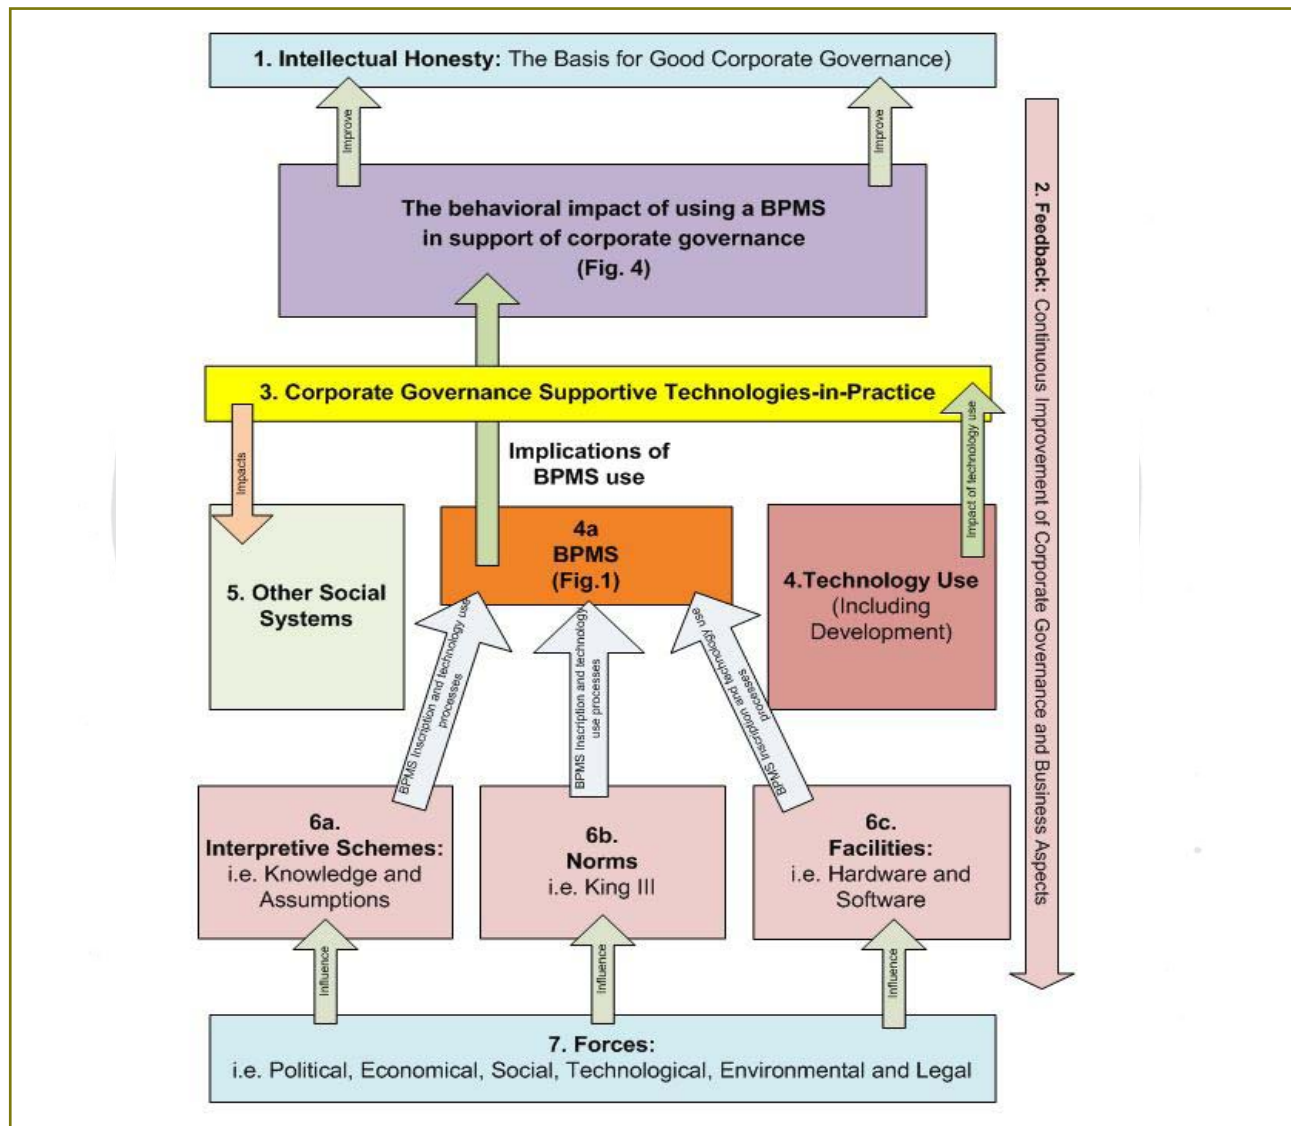 1. Intellectual Honesty: The Basis for Good Corporate Governance)
Improve
Improve
The behavioral impact of using a BPMS
in support of corporate governance
(Fig. 4)
2. Feedback: Continuous Improvement of Corporate Governance and Business Aspects
3. Corporate Governance Supportive Technologies-in-Practice
Impacts
Implications of
BPMS use
Impact of technology use
5. Other Social
Systems
4a
BPMS
(Fig.1)
4.Technology Use
(Including
Development)
BPMS Inscription and technology use
processes
BPMS Inscription and technology
use processes
BPMS Inscription and technology use
processes
6a.
Interpretive Schemes:
i.e. Knowledge and
Assumptions
6b.
Norms
i.e. King III
6c.
Facilities:
i.e. Hardware and
Software
Influence
Influence
Influence
7. Forces:
i.e. Political, Economical, Social, Technological, Environmental and Legal